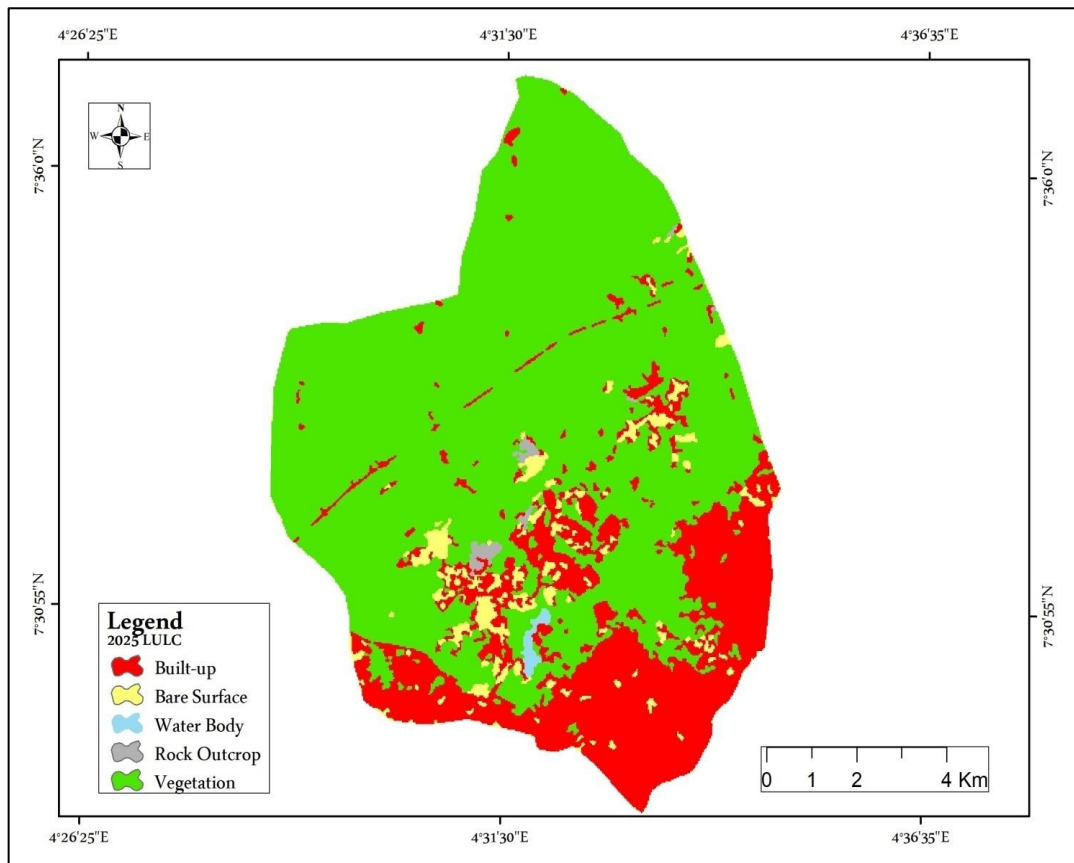 4°26'25"E 4°31'30"E 4°36'35"E
N
W E
S
7°36'0"N 7°36'0"N
7°30'55"N 7°30'55"N
Legend
2025 LULC
Built-up
Bare Surface
Water Body
Rock Outcrop
Vegetation
0 1 2 4 Km
4°26'25"E 4°31'30"E 4°36'35"E